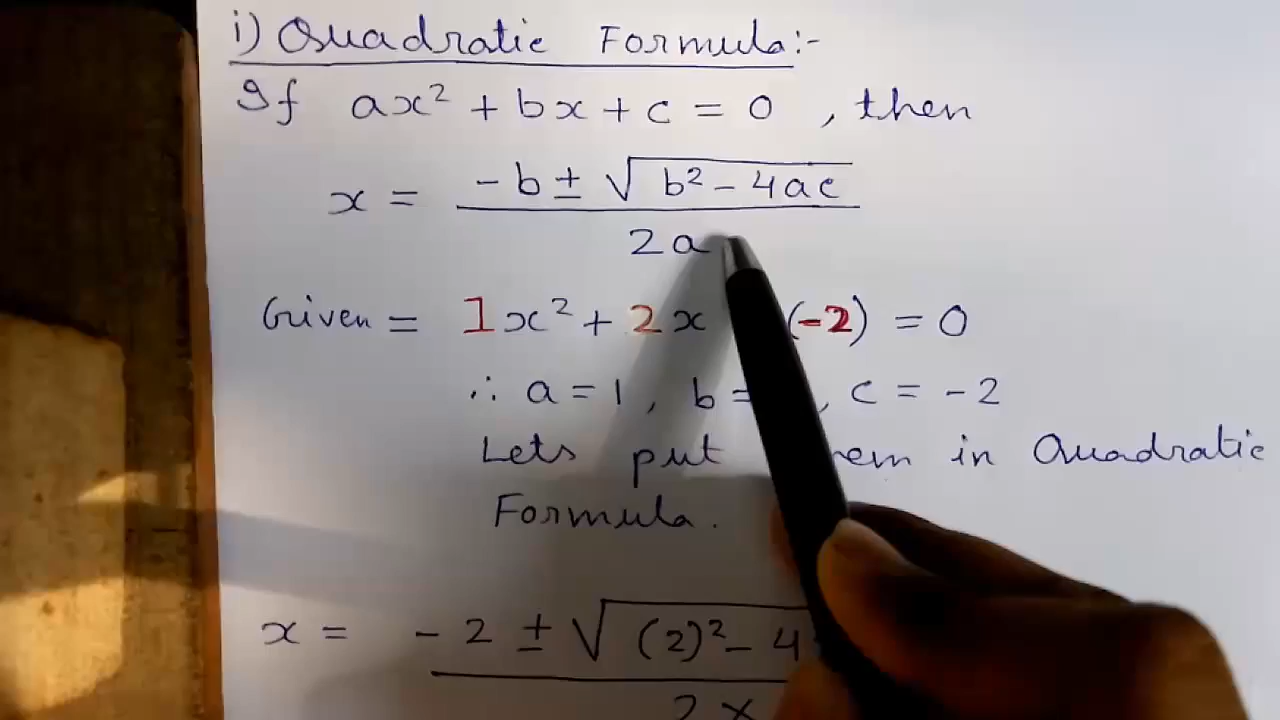 i) Quadratic Formula:-
If ax² + bx + c = 0 , then
x = -b ± √b² - 4ac
2a
Given = 1x² + 2x (-2) = 0
∴ a = 1 , b = , c = -2
Lets put in Quadratic
Formula.
x = -2 ± √(2)² - 4
2 ×